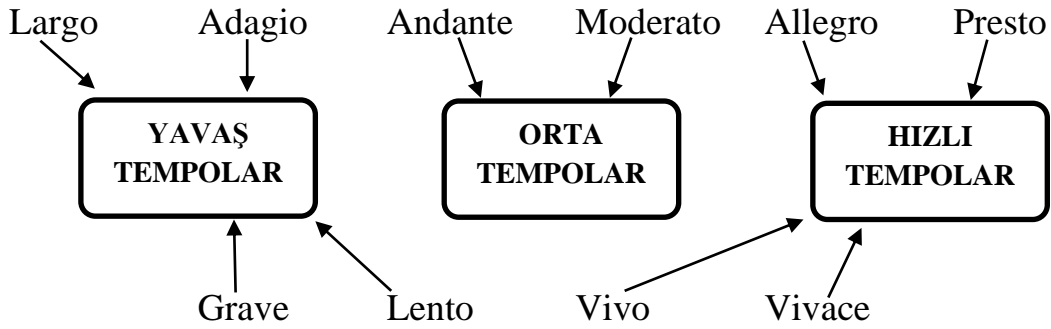 Largo Adagio Andante Moderato Allegro Presto
YAVAŞ
TEMPOLAR
ORTA
TEMPOLAR
HIZLI
TEMPOLAR
Grave Lento Vivo Vivace